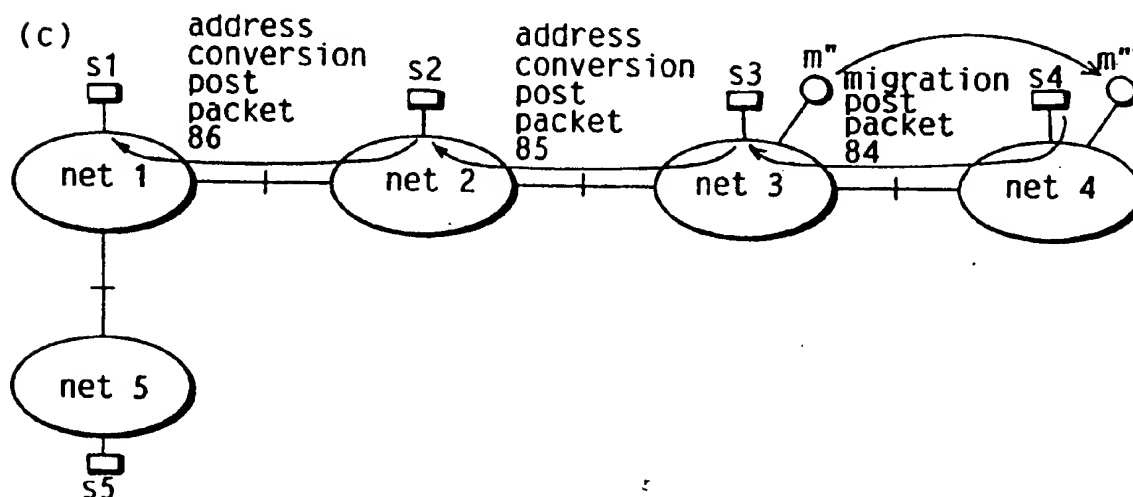 (c)
address
conversion
post
packet
86
address
conversion
post
packet
85
migration
post
packet
84
s1
s2
s3
m"
s4
m"'
net 1
net 2
net 3
net 4
net 5
s5